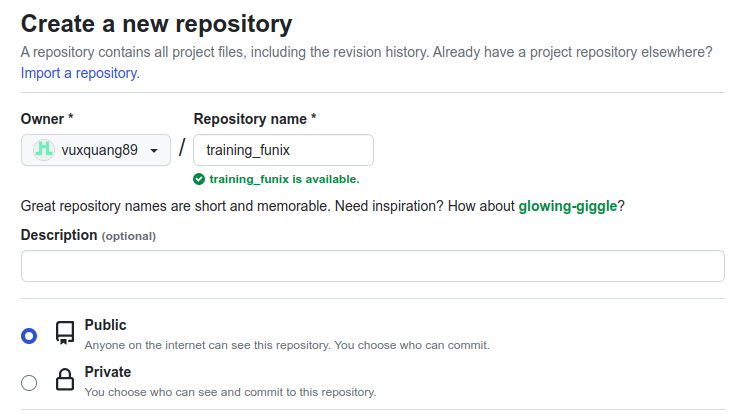 Create a new repository
A repository contains all project files, including the revision history. Already have a project repository elsewhere?
Import a repository.
Owner *
Repository name *
vuxquang89
/
training_funix
training_funix is available.
Great repository names are short and memorable. Need inspiration? How about glowing-giggle?
Description (optional)
Public
Anyone on the internet can see this repository. You choose who can commit.
Private
You choose who can see and commit to this repository.